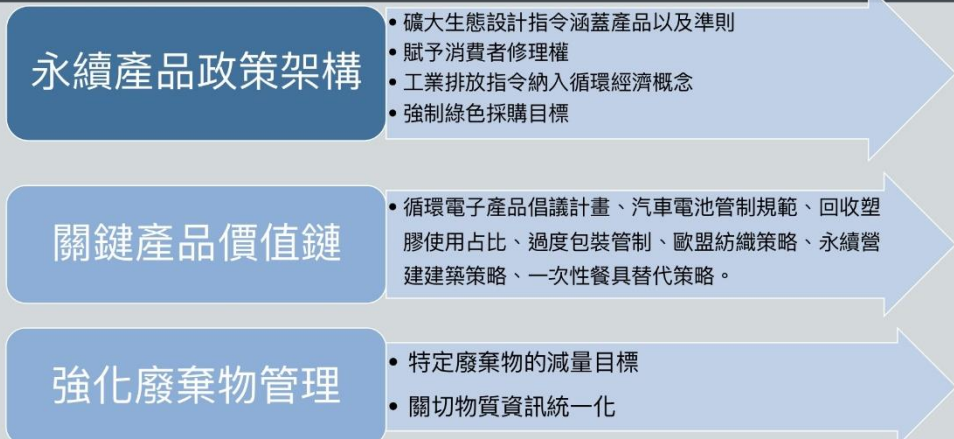 永續產品政策架構
• 礦大生態設計指令涵蓋產品以及準則
• 賦予消費者修理權
• 工業排放指令納入循環經濟概念
• 強制綠色採購目標
關鍵產品價值鏈
• 循環電子產品倡議計畫、汽車電池管制規範、回收塑
膠使用占比、過度包裝管制、歐盟紡織策略、永續營
建建築策略、一次性餐具替代策略。
強化廢棄物管理
• 特定廢棄物的減量目標
• 關切物質資訊統一化